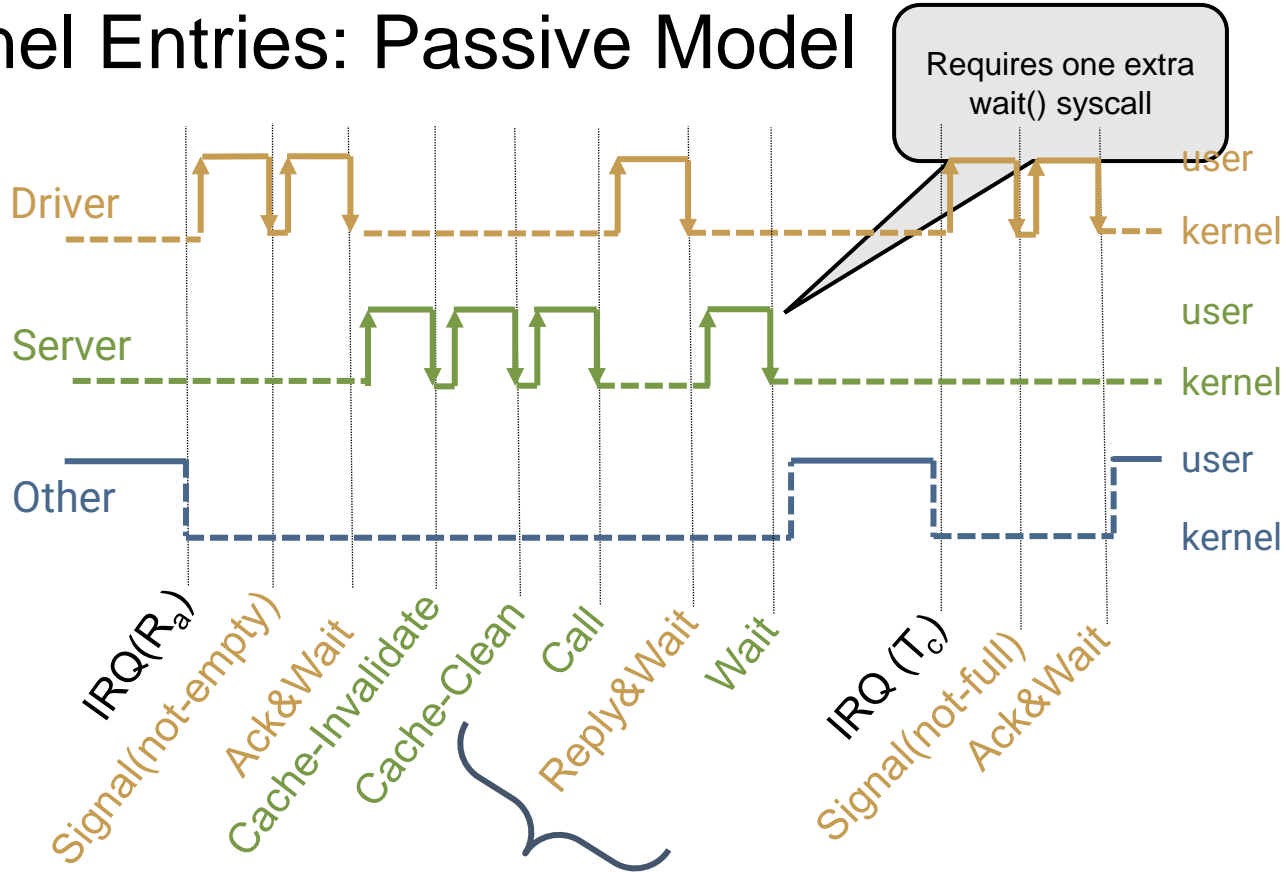 nel Entries: Passive Model
Requires one extra
wait() syscall
Driver
user
kernel
Server
user
kernel
Other
user
kernel
IRQ(Ra)
Signal(not-empty)
Ack&Wait
Cache-Invalidate
Cache-Clean
Call
Reply&Wait
Wait
IRQ (Tc)
Signal(not-full)
Ack&Wait